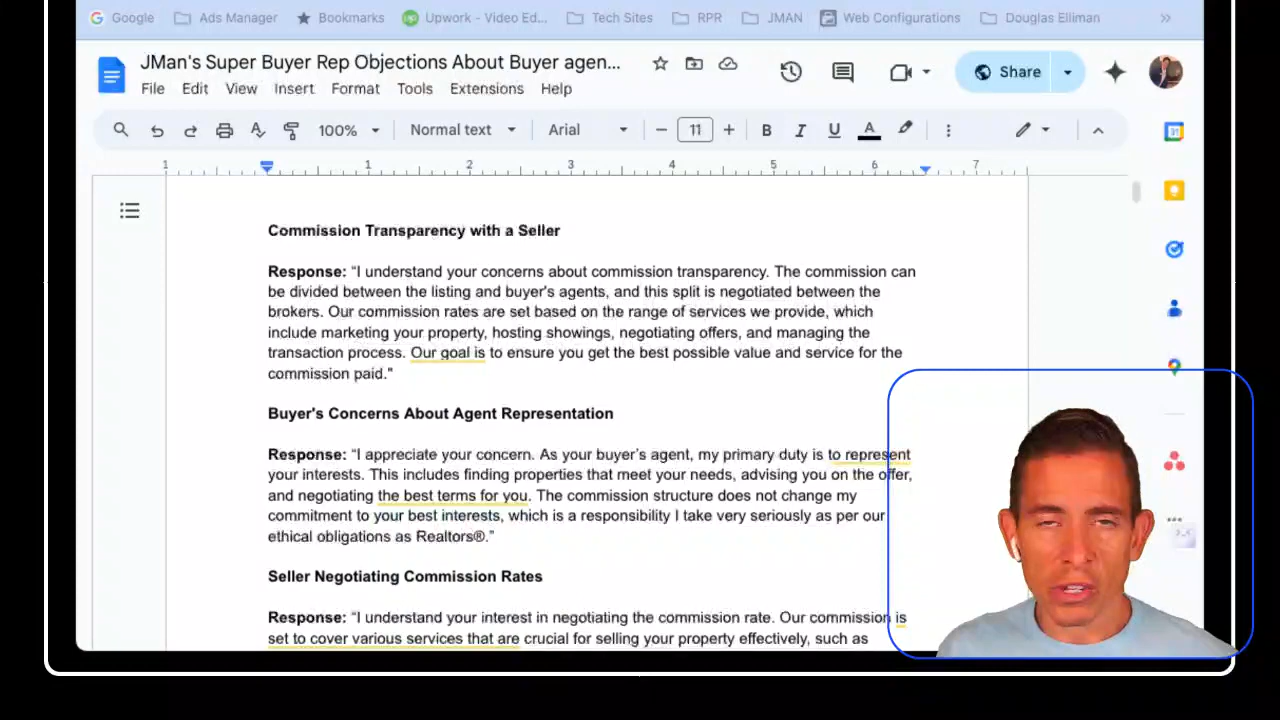 Google Ads Manager Bookmarks Upwork - Video Ed... Tech Sites RPR JMAN Web Configurations Douglas Elliman »
JMan's Super Buyer Rep Objections About Buyer agen...
Share
File Edit View Insert Format Tools Extensions Help
100% Normal text Arial − 11 + B I U A
1 1 2 3 4 5 6 7
31
Commission Transparency with a Seller
Response: “I understand your concerns about commission transparency. The commission can
be divided between the listing and buyer's agents, and this split is negotiated between the
brokers. Our commission rates are set based on the range of services we provide, which
include marketing your property, hosting showings, negotiating offers, and managing the
transaction process. Our goal is to ensure you get the best possible value and service for the
commission paid."
Buyer's Concerns About Agent Representation
Response: “I appreciate your concern. As your buyer’s agent, my primary duty is to represent
your interests. This includes finding properties that meet your needs, advising you on the offer,
and negotiating the best terms for you. The commission structure does not change my
commitment to your best interests, which is a responsibility I take very seriously as per our
ethical obligations as Realtors®.”
Seller Negotiating Commission Rates
Response: “I understand your interest in negotiating the commission rate. Our commission is
set to cover various services that are crucial for selling your property effectively, such as